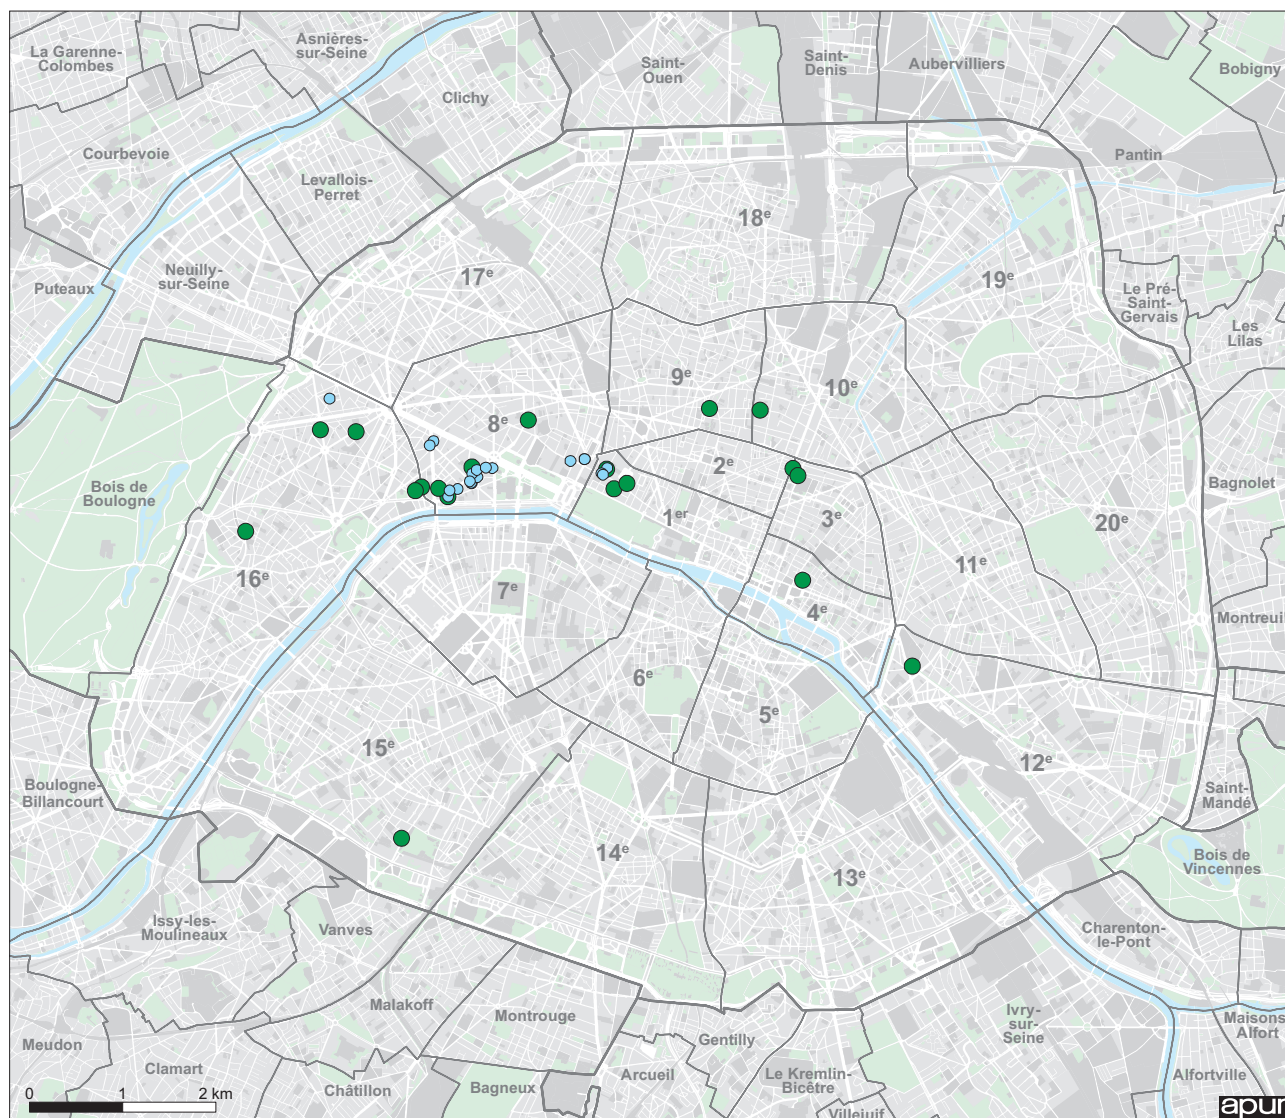 La Garenne-
Colombes
Asnières-
sur-Seine
Clichy
Saint-
Ouen
Saint-
Denis
Aubervilliers
Bobigny
Courbevoie
Levallois-
Perret
Pantin
18e
17e
19e
Neuilly-
sur-Seine
Puteaux
Le Pré-
Saint-
Gervais
Les
Lilas
9e
10e
8e
2e
Bois de
Boulogne
Bagnolet
1er
3e
20e
11e
16e
7e
4e
Montreuil
6e
5e
15e
12e
Boulogne-
Billancourt
Saint-
Mandé
14e
13e
Bois de
Vincennes
Issy-les-
Moulineaux
Vanves
Charenton-
le-Pont
Malakoff
Montrouge
Ivry-
sur-
Seine
Maisons-
Alfort
Gentilly
Meudon
Clamart
Châtillon
Bagneux
Arcueil
Le Kremlin-
Bicêtre
Alfortville
0 1 2 km
Villejuif
apur